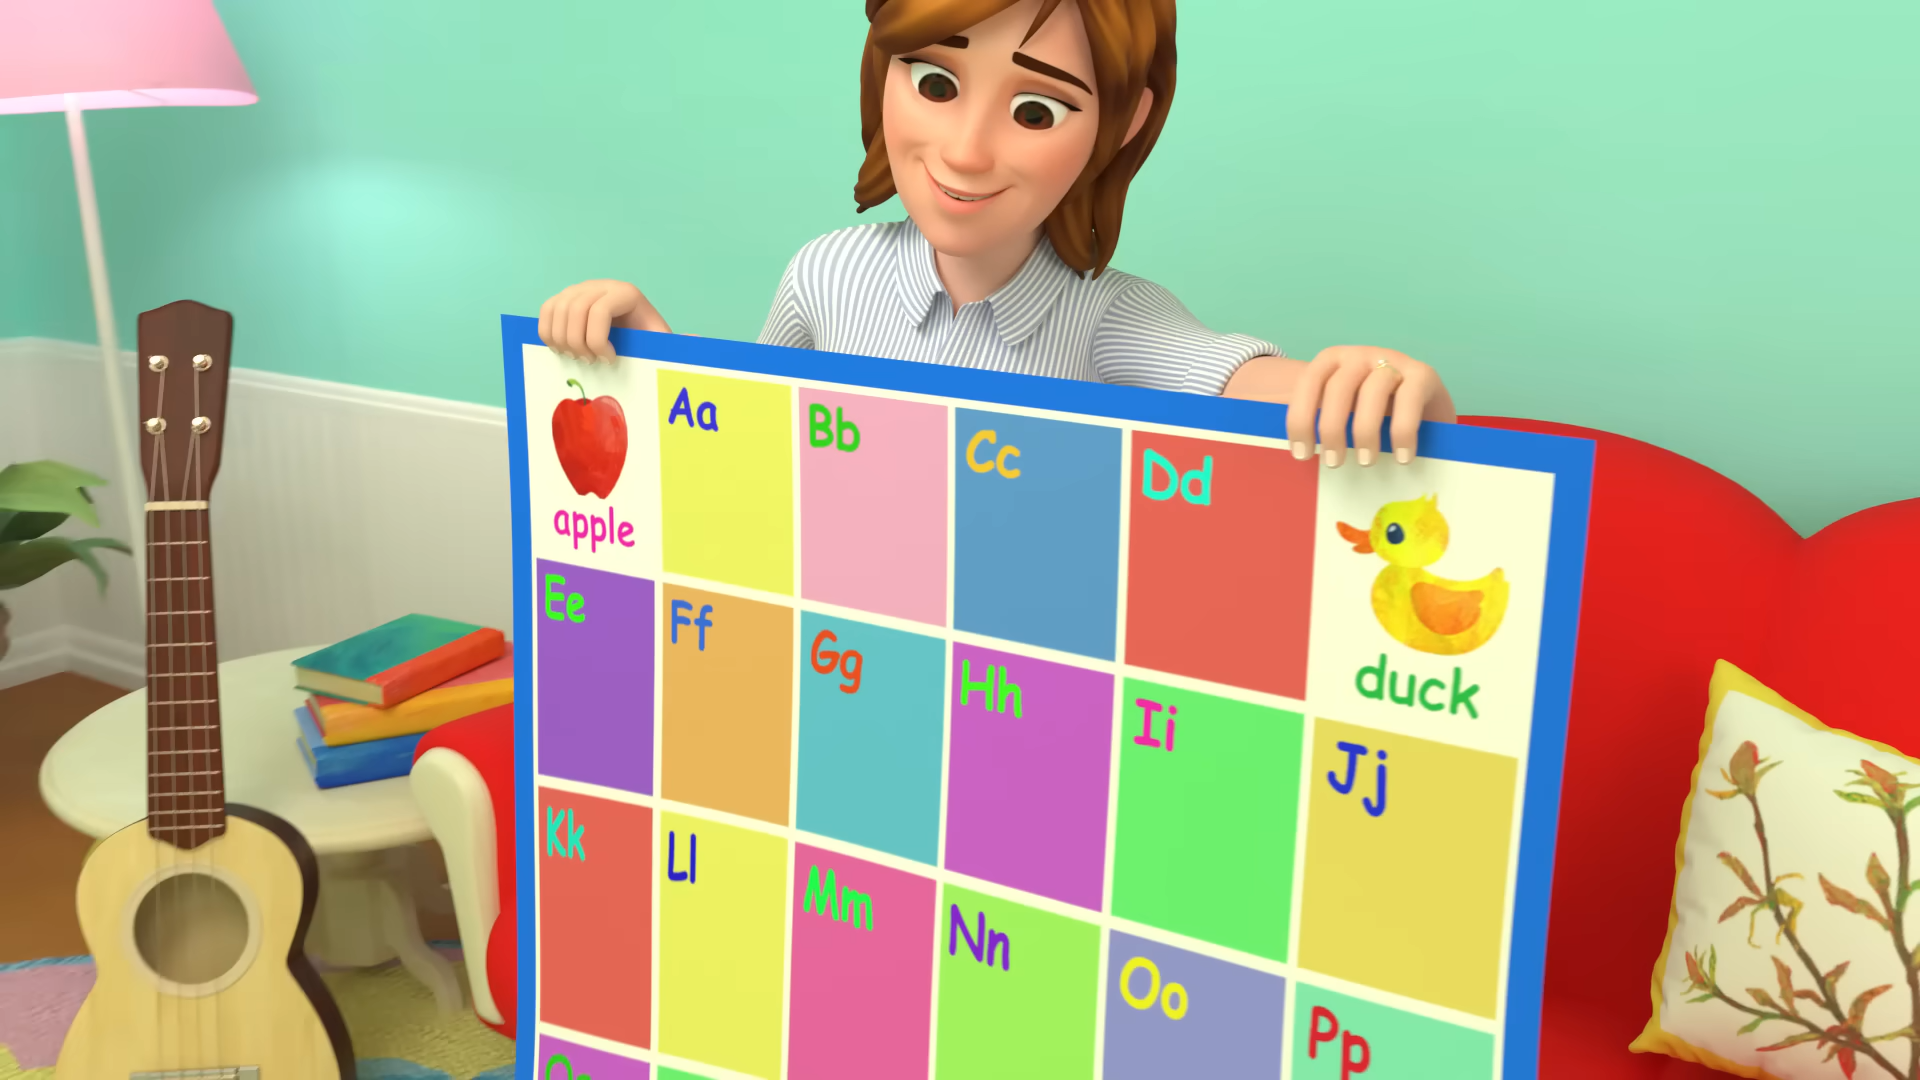 Aa Bb Cc Dd
apple
duck
Ee Ff Gg Hh Ii Jj
Kk Ll Mm Nn Oo Pp